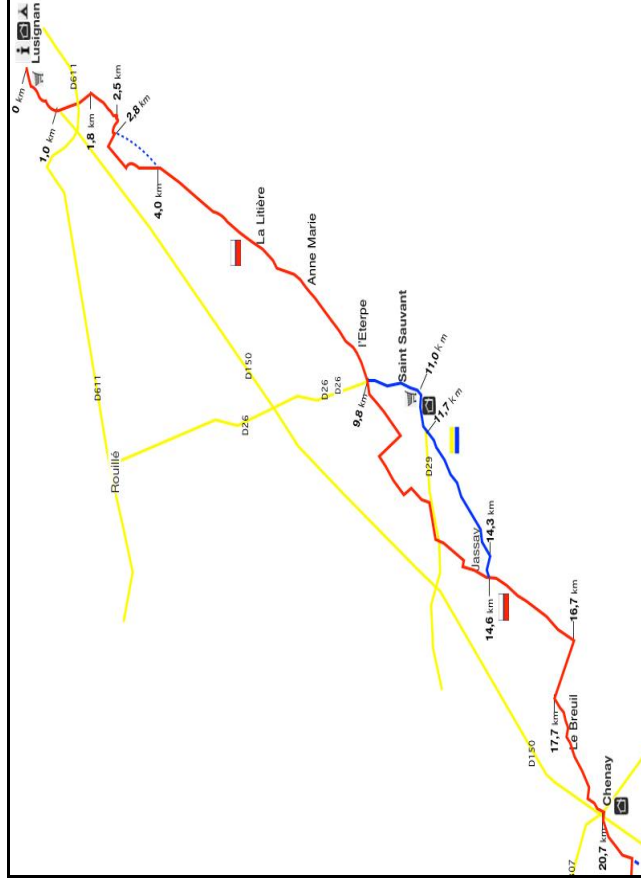 Lusignan
0 km
D611
1,0 km
1,8 km
2,5 km
2,8 km
4,0 km
La Litière
Anne Marie
D150
D611
l'Eterpe
D26
D26
D26
Saint Sauvant
11,0 Km
9,8 km
11,7 Km
Rouillé
D29
Jassay
14,3 km
14,6 km
16,7 km
17,7 km
Le Breuil
D150
Chenay
20,7 km